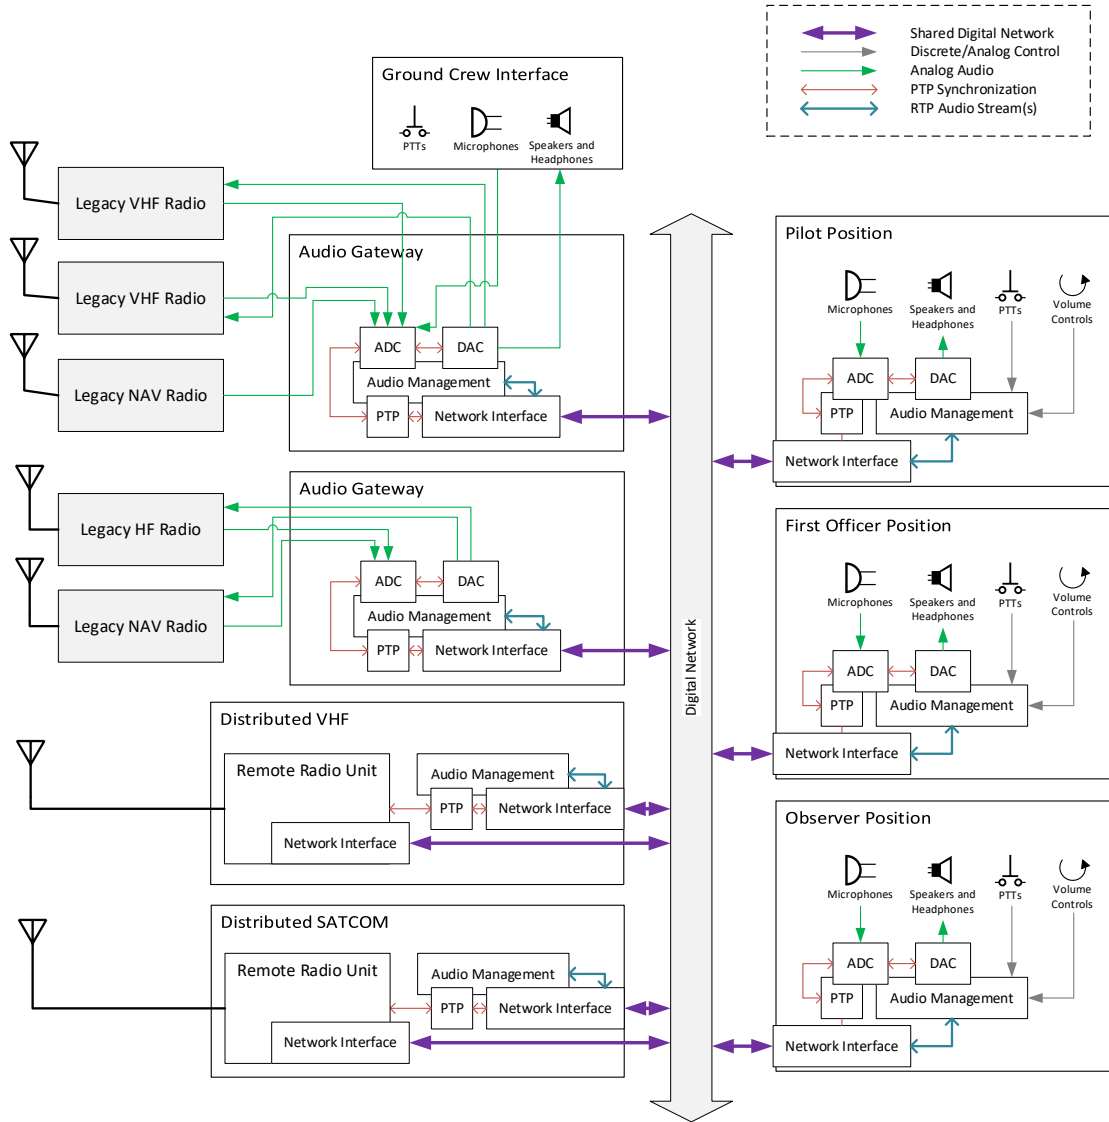 Shared Digital Network
Discrete/Analog Control
Analog Audio
PTP Synchronization
RTP Audio Stream(s)
Ground Crew Interface
PTTs
Microphones
Speakers and
Headphones
Legacy VHF Radio
Legacy VHF Radio
Legacy NAV Radio
Audio Gateway
ADC
DAC
Audio Management
PTP
Network Interface
Legacy HF Radio
Legacy NAV Radio
Audio Gateway
ADC
DAC
Audio Management
PTP
Network Interface
Distributed VHF
Remote Radio Unit
Network Interface
Audio Management
PTP
Network Interface
Distributed SATCOM
Remote Radio Unit
Network Interface
Audio Management
PTP
Network Interface
Digital Network
Pilot Position
Microphones
Speakers and
Headphones
PTTs
Volume
Controls
ADC
DAC
PTP
Audio Management
Network Interface
First Officer Position
Microphones
Speakers and
Headphones
PTTs
Volume
Controls
ADC
DAC
PTP
Audio Management
Network Interface
Observer Position
Microphones
Speakers and
Headphones
PTTs
Volume
Controls
ADC
DAC
PTP
Audio Management
Network Interface